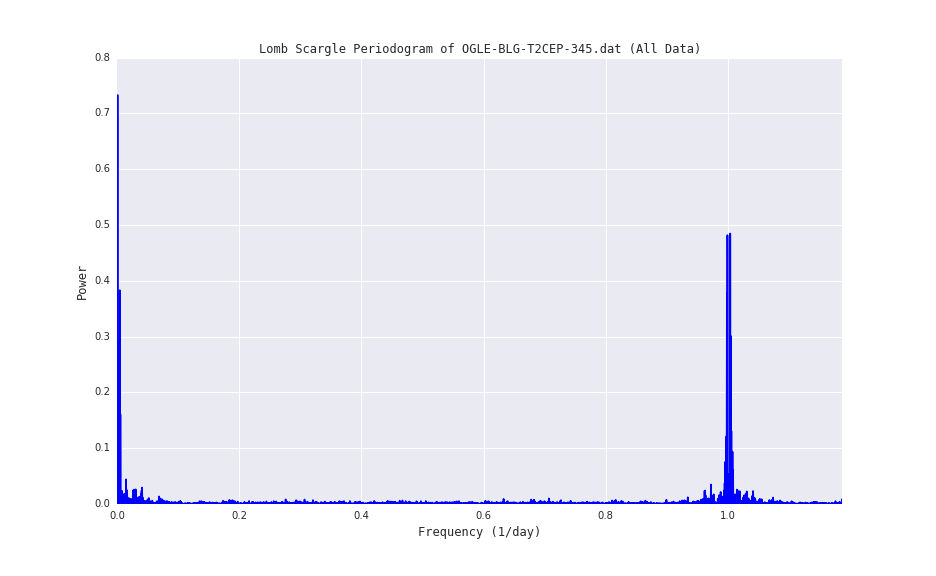 Lomb Scargle Periodogram of OGLE-BLG-T2CEP-345.dat (All Data)
0.8
0.7
0.6
0.5
0.4
0.3
0.2
0.1
0.0
Power
0.0 0.2 0.4 0.6 0.8 1.0
Frequency (1/day)